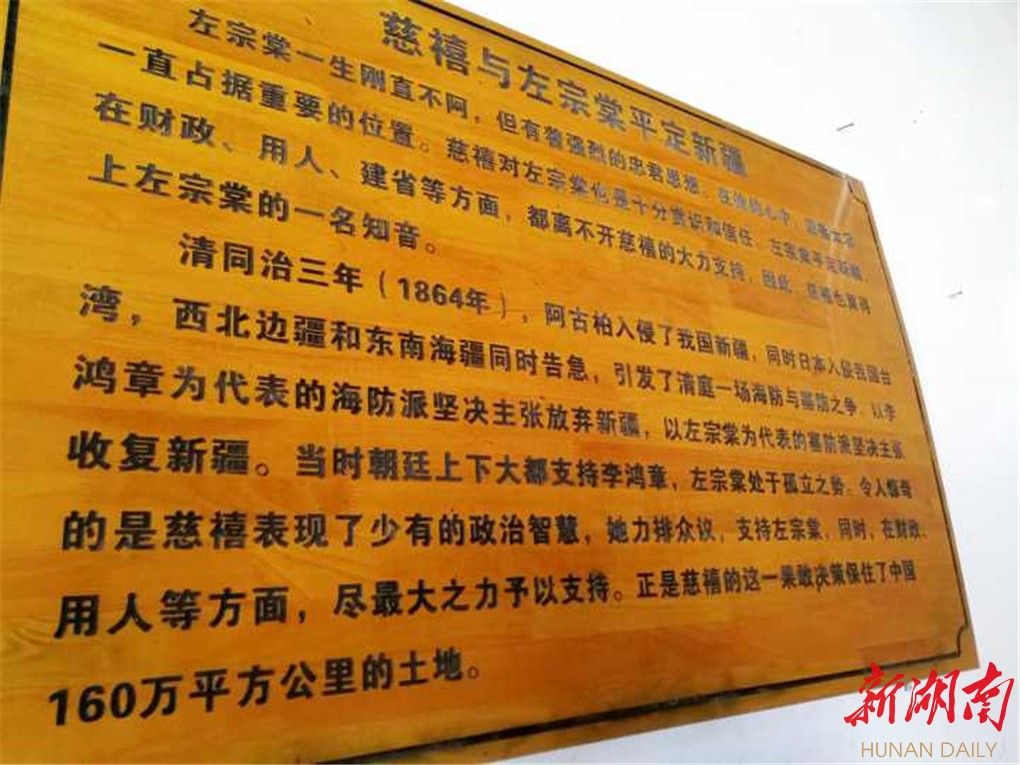 慈禧与左宗棠平定新疆
左宗棠一生刚直不阿，但有着强烈的忠君思想，在他的心中，
一直占据重要的位置。慈禧对左宗棠也是十分赏识和信任，左宗棠平定新疆，
在财政、用人、建省等方面，都离不开慈禧的大力支持，因此，慈禧也算得
上左宗棠的一名知音。
清同治三年（1864年），阿古柏入侵了我国新疆，同时日本入侵我国台
湾，西北边疆和东南海疆同时告急，引发了清庭一场海防与塞防之争，以李
鸿章为代表的海防派坚决主张放弃新疆，以左宗棠为代表的塞防派坚决主张
收复新疆。当时朝廷上下大都支持李鸿章，左宗棠处于孤立之势。令人惊奇
的是慈禧表现了少有的政治智慧，她力排众议，支持左宗棠，同时，在财政、
用人等方面，尽最大之力予以支持。正是慈禧的这一果敢决策保住了中国
160万平方公里的土地。
新湖南
HUNAN DAILY